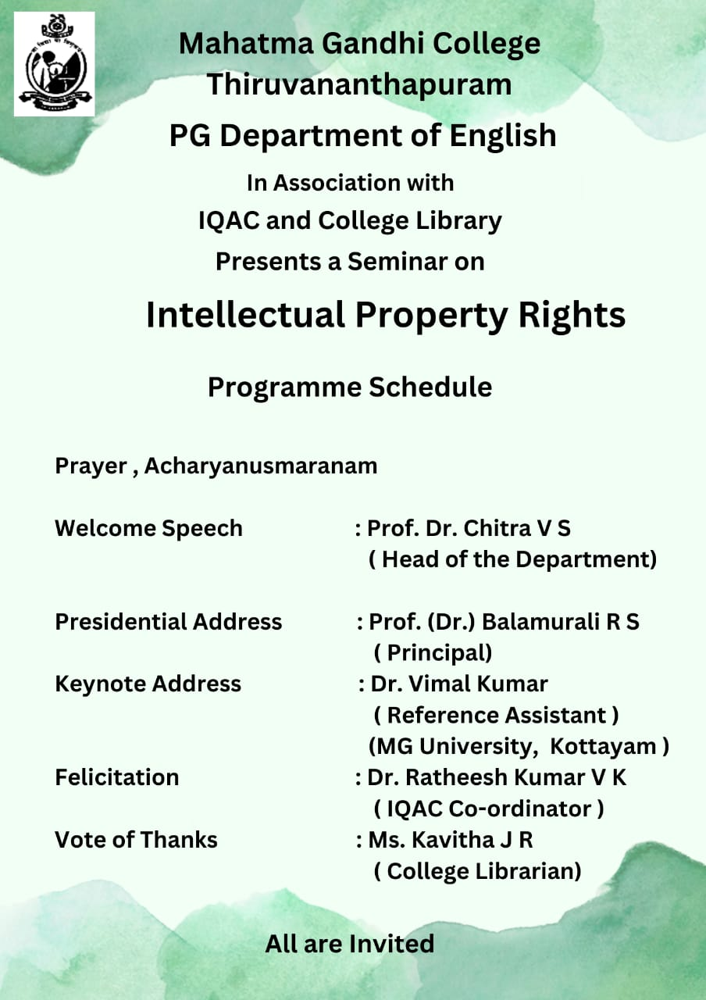 Mahatma Gandhi College
Thiruvananthapuram
PG Department of English
In Association with
IQAC and College Library
Presents a Seminar on
Intellectual Property Rights
Programme Schedule
Prayer , Acharyanusmaranam
Welcome Speech : Prof. Dr. Chitra V S
( Head of the Department)
Presidential Address : Prof. (Dr.) Balamurali R S
( Principal)
Keynote Address : Dr. Vimal Kumar
( Reference Assistant )
(MG University, Kottayam )
Felicitation : Dr. Ratheesh Kumar V K
( IQAC Co-ordinator )
Vote of Thanks : Ms. Kavitha J R
( College Librarian)
All are Invited